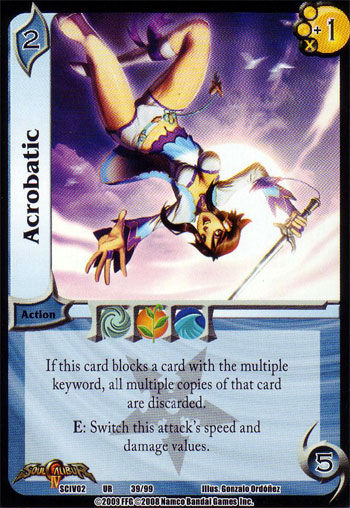 2
+1
X
Acrobatic
Action
If this card blocks a card with the multiple
keyword, all multiple copies of that card
are discarded.
E: Switch this attack's speed and
damage values.
5
SOULCALIBUR
IV
SCIV02 UR 39/99 Illus. Gonzalo Ordóñez
©2009 FFG ©2008 Namco Bandai Games Inc.